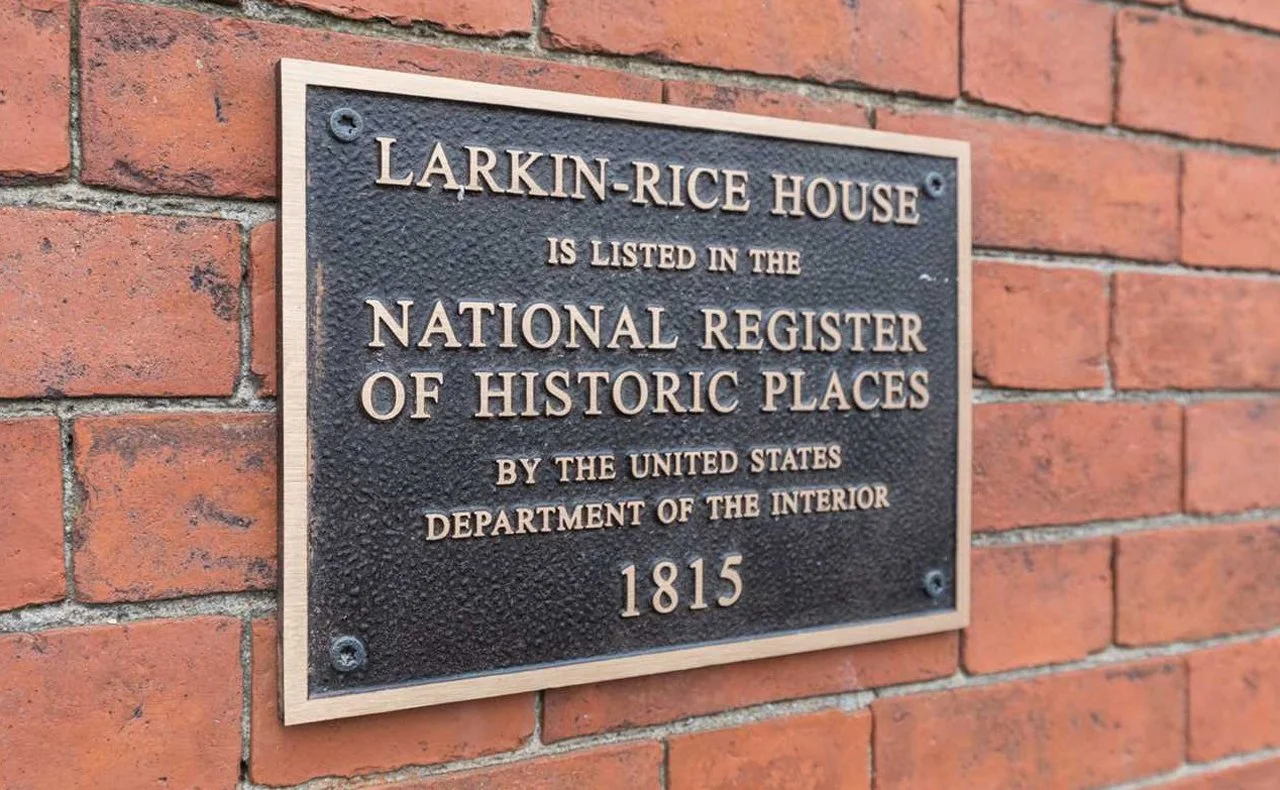 LARKIN-RICE HOUSE
IS LISTED IN THE
NATIONAL REGISTER
OF HISTORIC PLACES
BY THE UNITED STATES
DEPARTMENT OF THE INTERIOR
1815